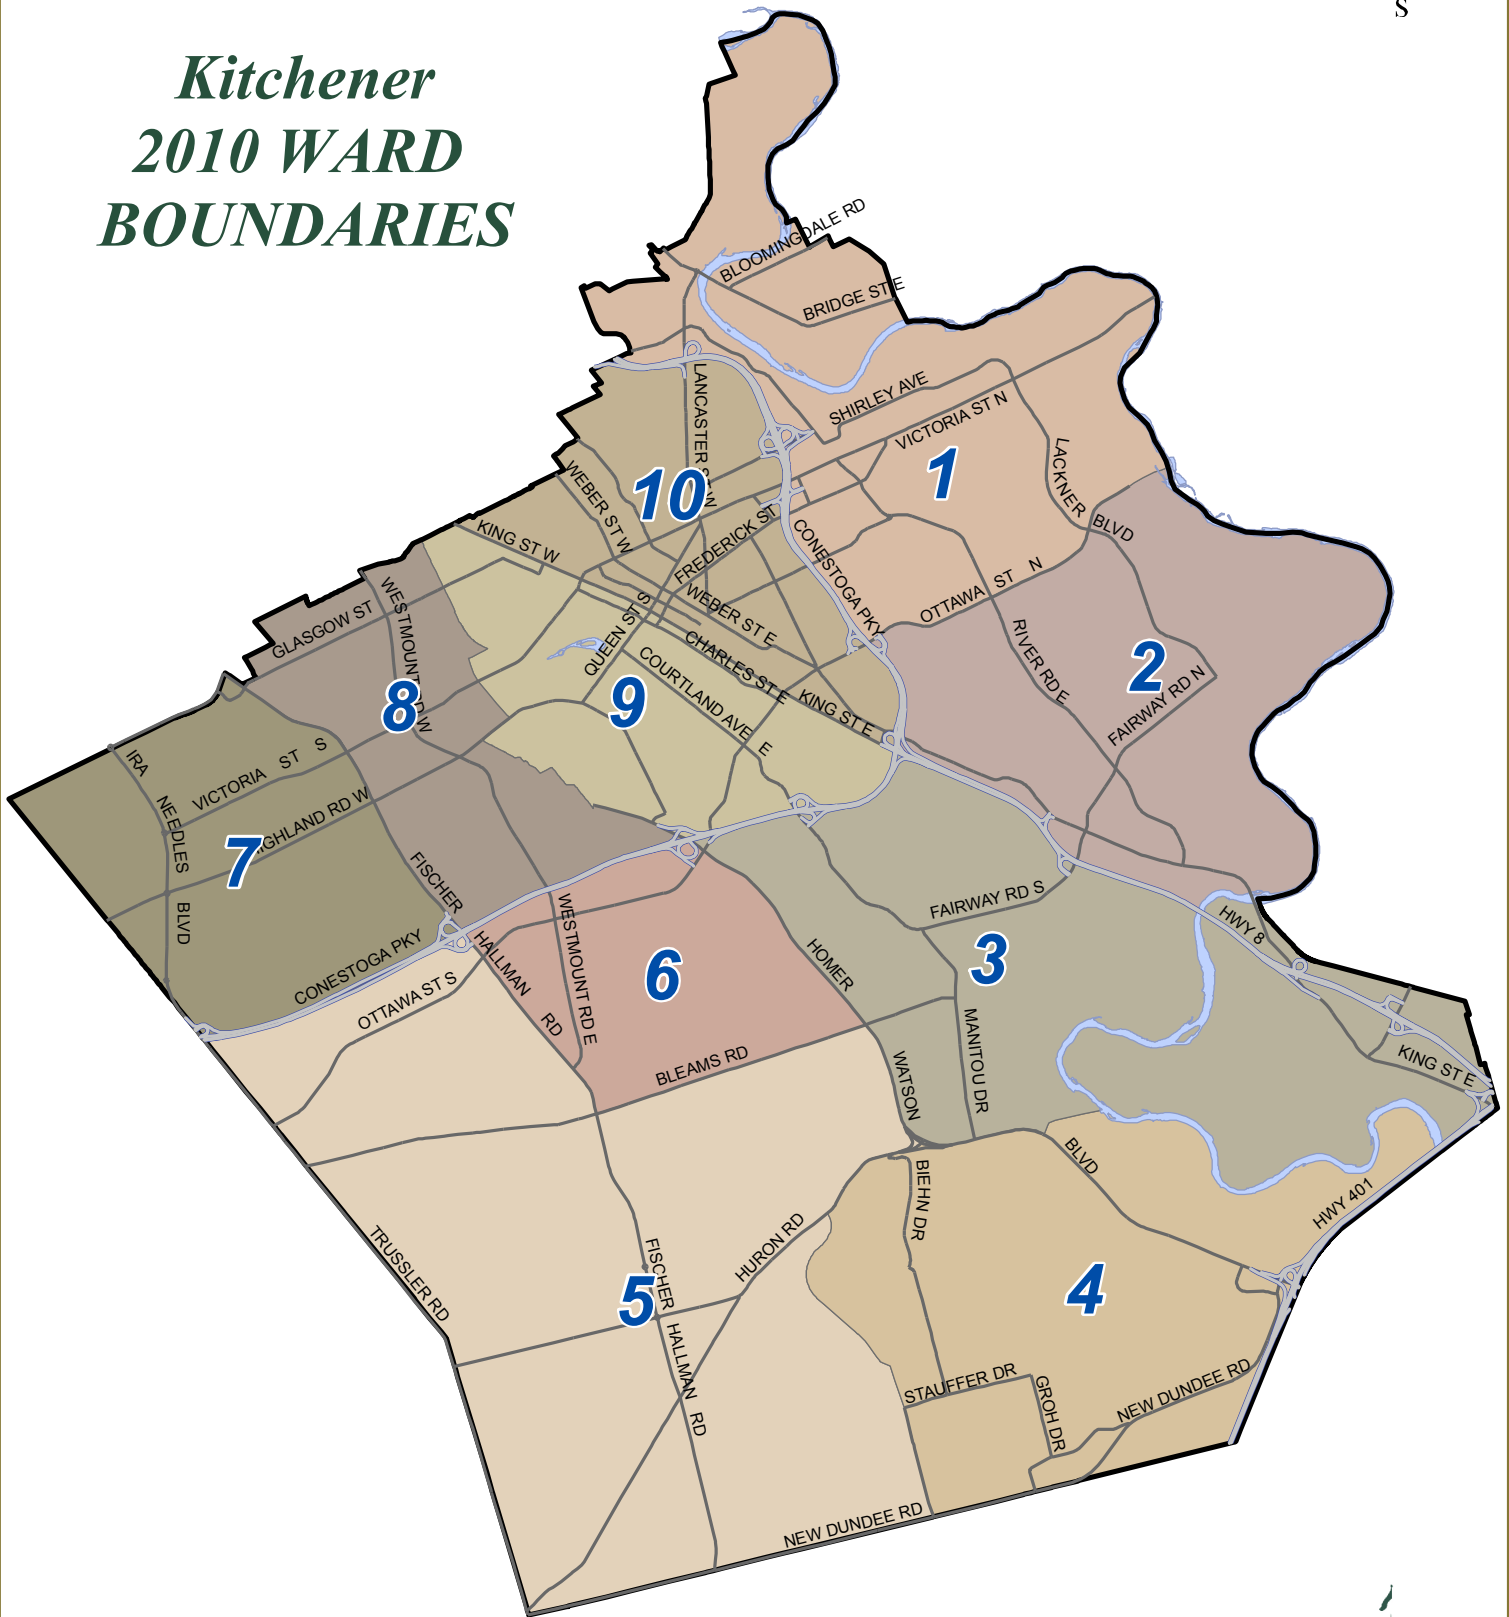 S
Kitchener
2010 WARD
BOUNDARIES
BLOOMINGDALE RD
BRIDGE ST E
LANCASTER ST W
SHIRLEY AVE
VICTORIA ST N
LACKNER
BLVD
1
10
WEBER ST W
KING ST W
FREDERICK ST
CONESTOGA PKY
OTTAWA ST N
WEBER ST E
QUEEN ST S
GLASGOW ST
WESTMOUNT RD W
CHARLES ST E
COURTLAND AVE E
KING ST E
RIVER RD E
2
FAIRWAY RD N
8
9
IRA NEEDLES BLVD
VICTORIA ST S
HIGHLAND RD W
7
FISCHER
HALLMAN RD
CONESTOGA PKY
OTTAWA ST S
WESTMOUNT RD E
6
BLEAMS RD
HOMER
WATSON
BLVD
FAIRWAY RD S
3
MANITOU DR
HWY 8
KING ST E
HWY 401
BIEHN DR
TRUSSLER RD
HURON RD
FISCHER
HALLMAN RD
5
4
STAUFFER DR
GROH DR
NEW DUNDEE RD
NEW DUNDEE RD